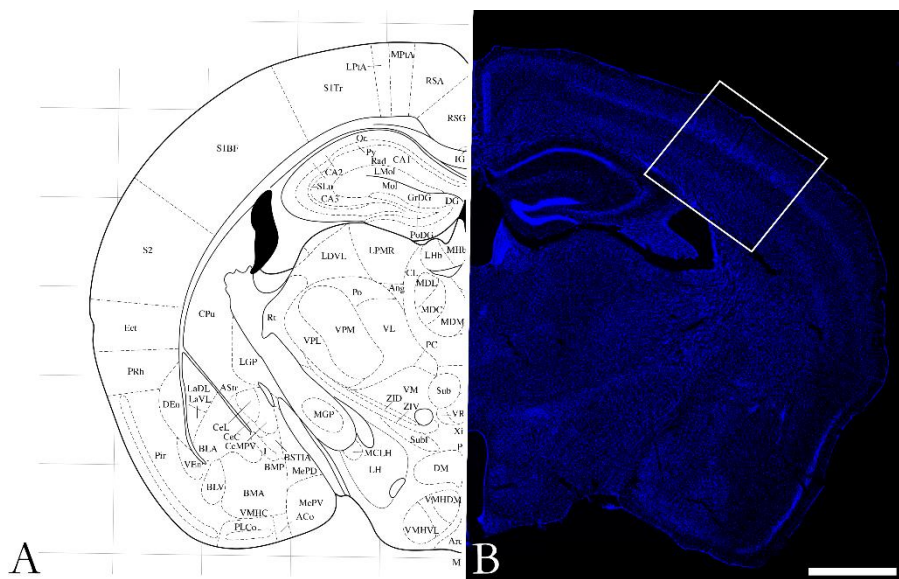 MPtA
LPtA
RSA
S1Tr
RSG
S1BF
Or
Py
Rad
CA1
IG
CA2
LMol
SLu
Mol
CA3
GrDG
DG
PoDG
S2
LDVL
LPMR
LHb
MHb
CL
MDL
Po
Ang
MDC
CPu
Rt
MDM
Ect
VPM
VL
VPL
PC
LGP
PRh
VM
Sub
LaDL
AStr
ZID
LaVL
ZIV
DEn
MGP
VR
CeL
Xi
CeC
SubI
CeMPV
P
Pir
BLA
I
BSTIA
MCLH
VEn
BMP
MePD
LH
DM
BLV
BMA
MePV
VMHDM
VMHC
ACo
PLCo
VMHVL
Arc
M
A
B